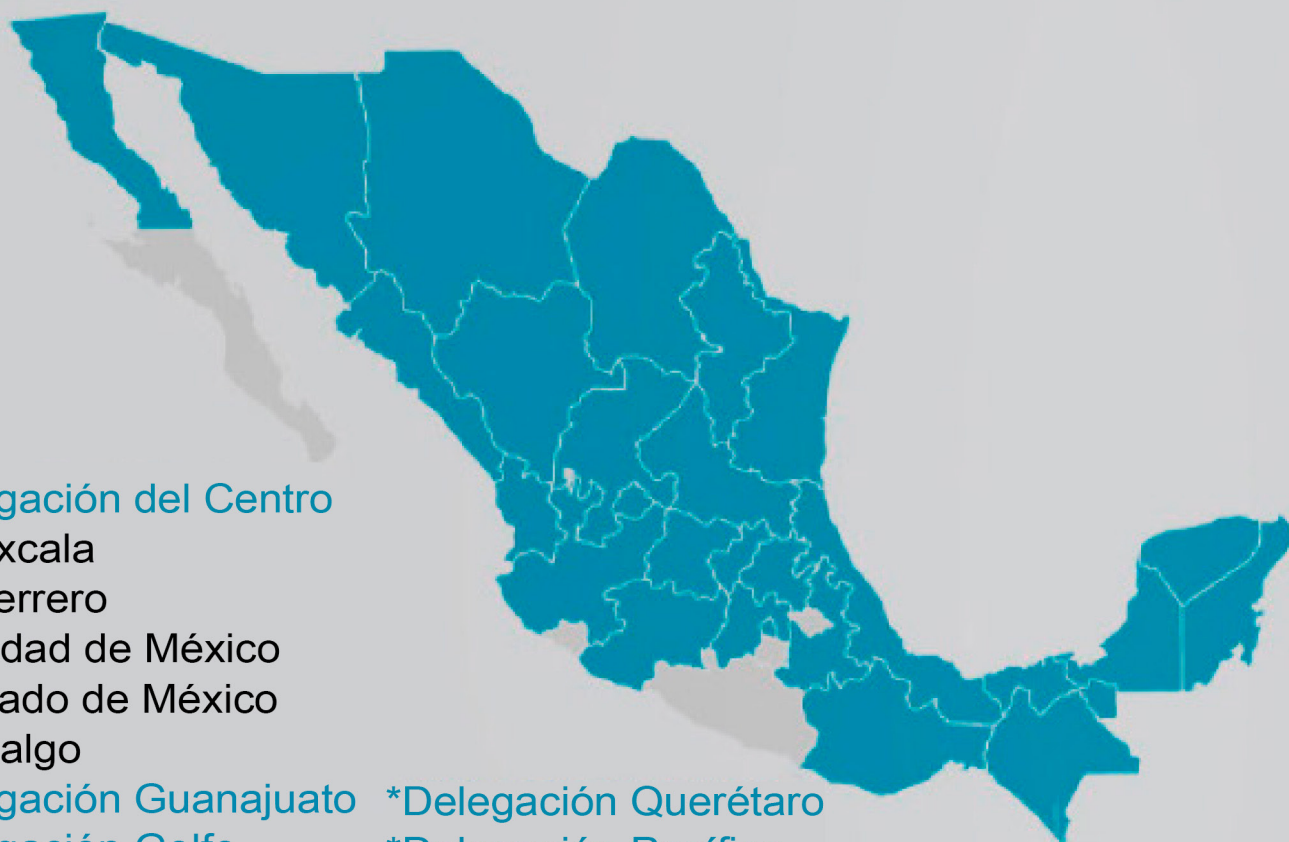 gación del Centro
xcala
errero
dad de México
ado de México
algo
gación Guanajuato *Delegación Querétaro